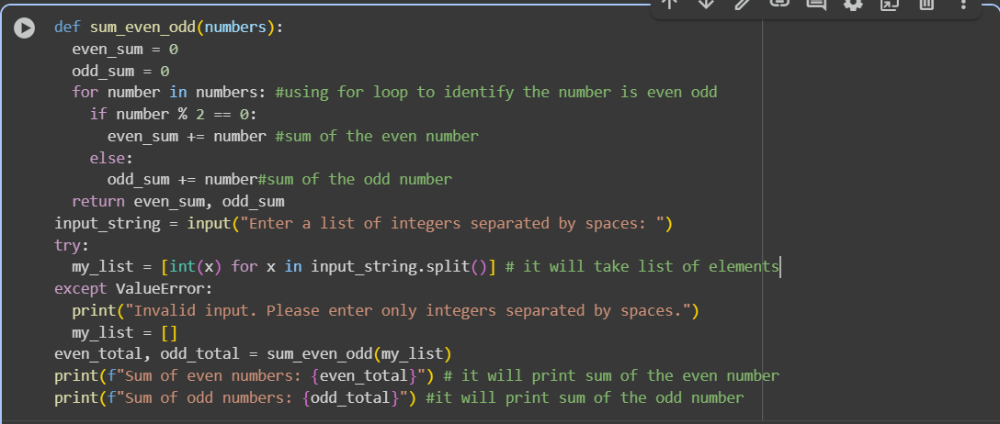 def sum_even_odd(numbers):
  even_sum = 0
  odd_sum = 0
  for number in numbers: #using for loop to identify the number is even odd
    if number % 2 == 0:
      even_sum += number #sum of the even number
    else:
      odd_sum += number#sum of the odd number
  return even_sum, odd_sum
input_string = input("Enter a list of integers separated by spaces: ")
try:
  my_list = [int(x) for x in input_string.split()] # it will take list of elements
except ValueError:
  print("Invalid input. Please enter only integers separated by spaces.")
  my_list = []
even_total, odd_total = sum_even_odd(my_list)
print(f"Sum of even numbers: {even_total}") # it will print sum of the even number
print(f"Sum of odd numbers: {odd_total}") #it will print sum of the odd number